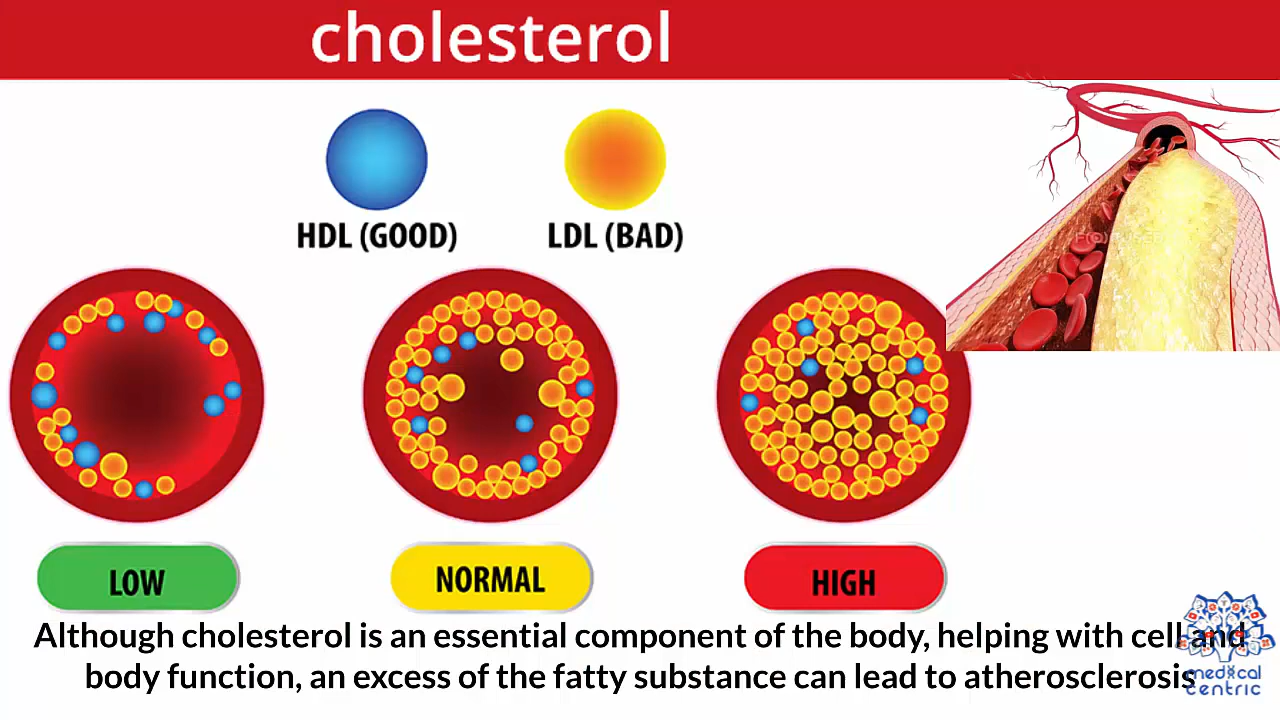 cholesterol
HDL (GOOD)
LDL (BAD)
LOW
NORMAL
HIGH
Although cholesterol is an essential component of the body, helping with cell and
body function, an excess of the fatty substance can lead to atherosclerosis
medical
centric